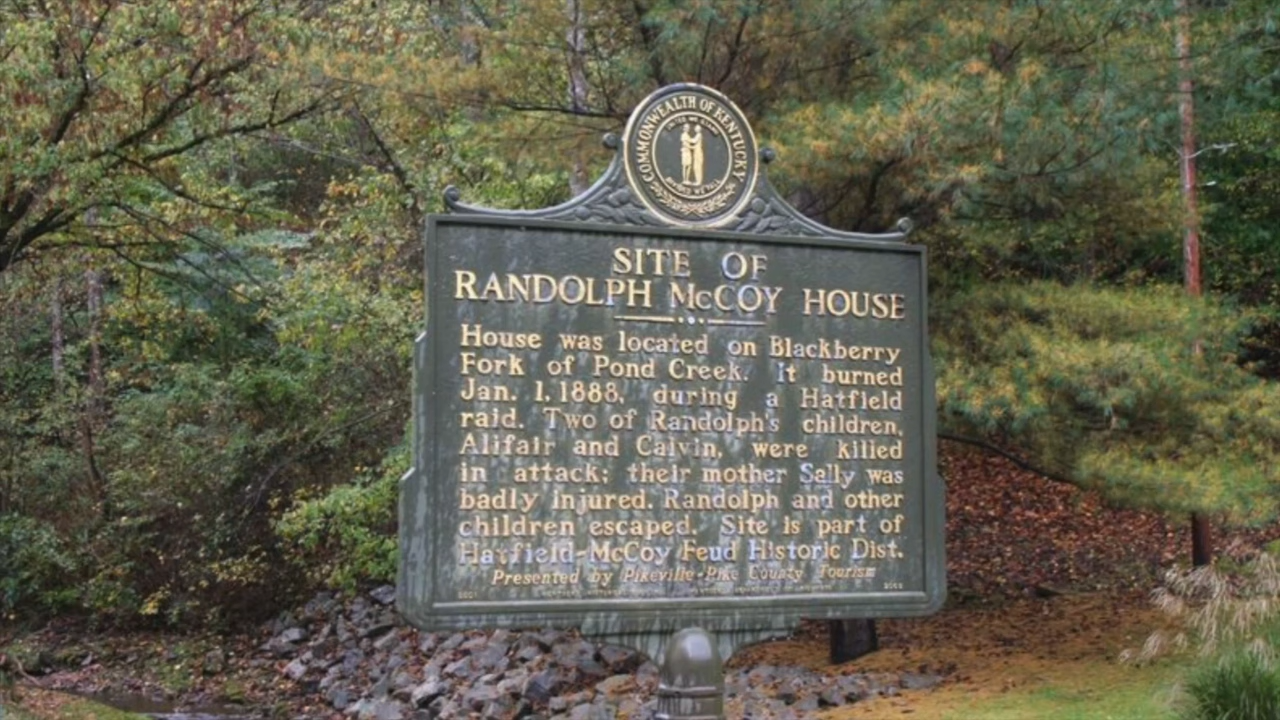 COMMONWEALTH OF KENTUCKY
SITE OF
RANDOLPH McCOY HOUSE
House was located on Blackberry
Fork of Pond Creek. It burned
Jan. 1, 1888, during a Hatfield
raid. Two of Randolph's children,
Alifair and Calvin, were killed
in attack; their mother Sally was
badly injured. Randolph and other
children escaped. Site is part of
Hatfield-McCoy Feud Historic Dist.
Presented by Pikeville-Pike County Tourism